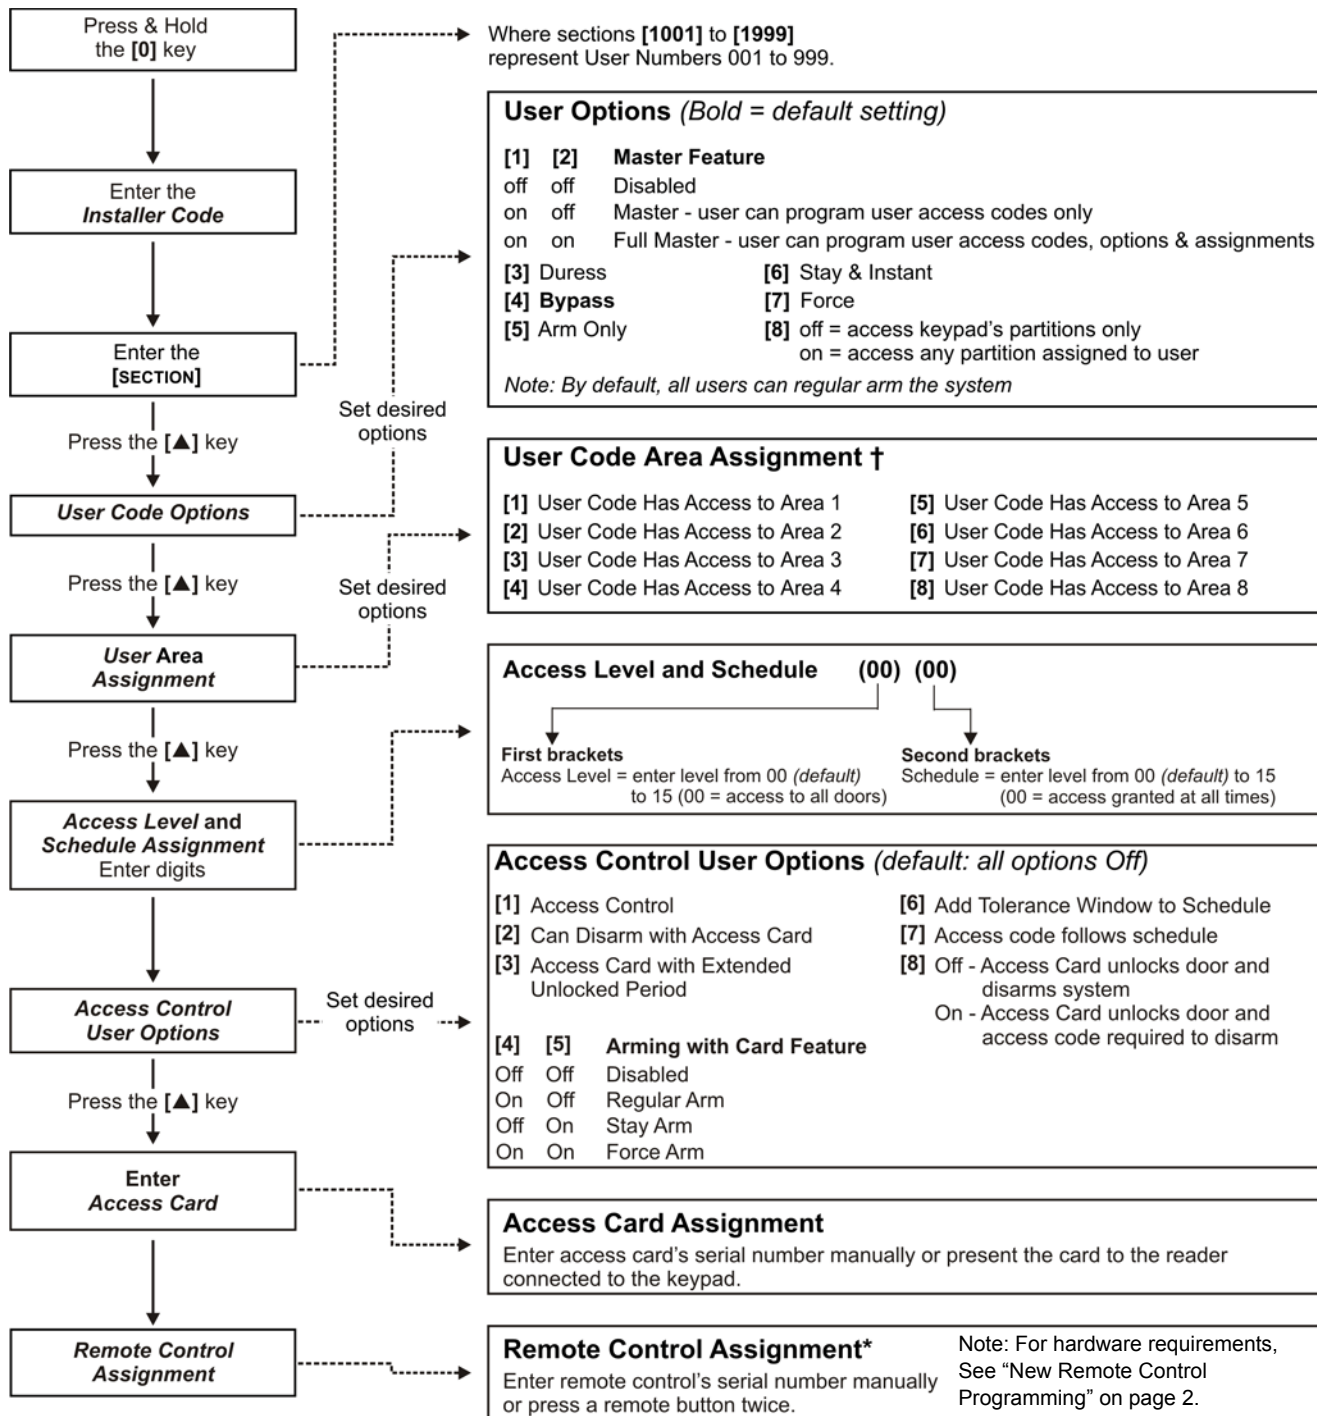 Press & Hold
the [0] key
Where sections [1001] to [1999]
represent User Numbers 001 to 999.
Enter the
Installer Code
Enter the
[SECTION]
Press the [▲] key
User Code Options
Press the [▲] key
User Area
Assignment
Press the [▲] key
Access Level and
Schedule Assignment
Enter digits
Access Control
User Options
Press the [▲] key
Enter
Access Card
Remote Control
Assignment
Set desired
options
Set desired
options
Set desired
options
User Options (Bold = default setting)
[1] [2] Master Feature
off off Disabled
on off Master - user can program user access codes only
on on Full Master - user can program user access codes, options & assignments
[3] Duress
[4] Bypass
[5] Arm Only
[6] Stay & Instant
[7] Force
[8] off = access keypad's partitions only
on = access any partition assigned to user
Note: By default, all users can regular arm the system
User Code Area Assignment †
[1] User Code Has Access to Area 1
[2] User Code Has Access to Area 2
[3] User Code Has Access to Area 3
[4] User Code Has Access to Area 4
[5] User Code Has Access to Area 5
[6] User Code Has Access to Area 6
[7] User Code Has Access to Area 7
[8] User Code Has Access to Area 8
Access Level and Schedule (00) (00)
First brackets
Access Level = enter level from 00 (default)
to 15 (00 = access to all doors)
Second brackets
Schedule = enter level from 00 (default) to 15
(00 = access granted at all times)
Access Control User Options (default: all options Off)
[1] Access Control
[2] Can Disarm with Access Card
[3] Access Card with Extended
Unlocked Period
[4] [5] Arming with Card Feature
Off Off Disabled
On Off Regular Arm
Off On Stay Arm
On On Force Arm
[6] Add Tolerance Window to Schedule
[7] Access code follows schedule
[8] Off - Access Card unlocks door and
disarms system
On - Access Card unlocks door and
access code required to disarm
Access Card Assignment
Enter access card's serial number manually or present the card to the reader
connected to the keypad.
Remote Control Assignment*
Enter remote control's serial number manually
or press a remote button twice.
Note: For hardware requirements,
See “New Remote Control
Programming” on page 2.